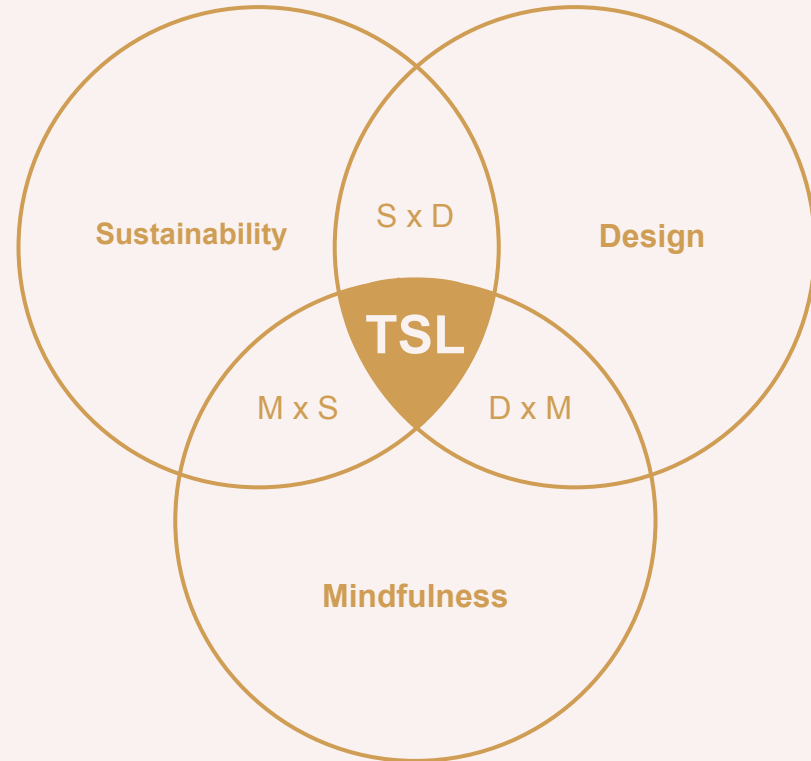 S x D
Sustainability
Design
TSL
M x S
D x M
Mindfulness